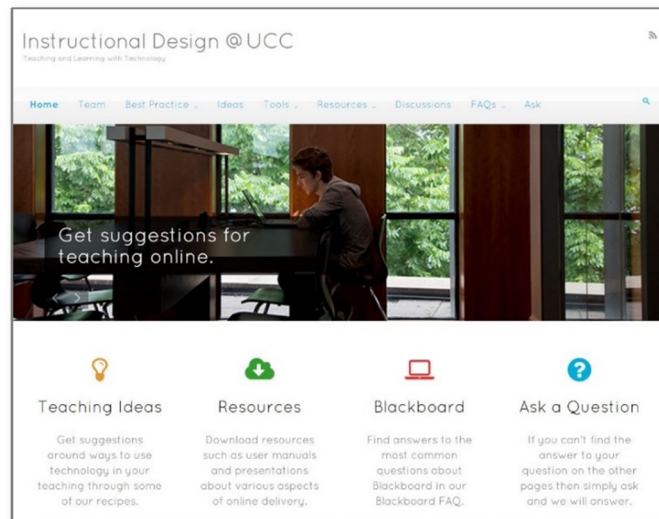 Instructional Design @ UCC
Teaching and Learning with Technology
Home Team Best Practice Ideas Tools Resources Discussions FAQs Ask
Get suggestions for
teaching online.
Teaching Ideas
Get suggestions
around ways to use
technology in your
teaching through some
of our recipes.
Resources
Download resources
such as user manuals
and presentations
about various aspects
of online delivery.
Blackboard
Find answers to the
most common
questions about
Blackboard in our
Blackboard FAQ.
Ask a Question
If you can't find the
answer to your
question on the other
pages then simply ask
and we will answer.